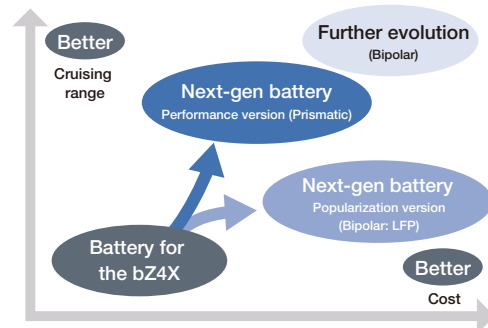 Better
Cruising
range
Further evolution
(Bipolar)
Next-gen battery
Performance version (Prismatic)
Next-gen battery
Popularization version
(Bipolar: LFP)
Battery for
the bZ4X
Better
Cost